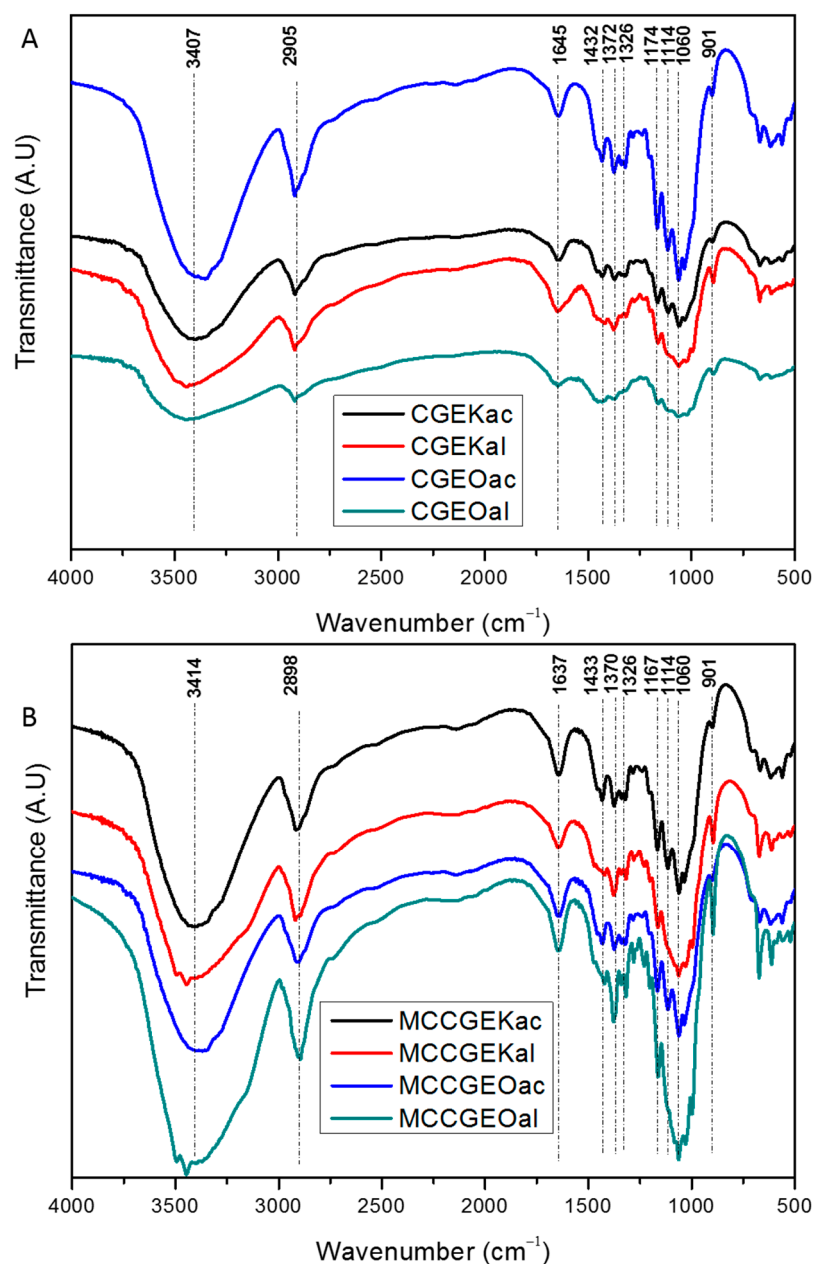 A
3407
2905
1645
1432
1372
1326
1174
1114
1060
901
Transmittance (A.U)
CGEKac
CGEKal
CGEOac
CGEOal
4000 3500 3000 2500 2000 1500 1000 500
Wavenumber (cm⁻¹)
B
3414
2898
1637
1433
1370
1326
1167
1114
1060
901
Transmittance (A.U)
MCCGEKac
MCCGEKal
MCCGEOac
MCCGEOal
4000 3500 3000 2500 2000 1500 1000 500
Wavenumber (cm⁻¹)